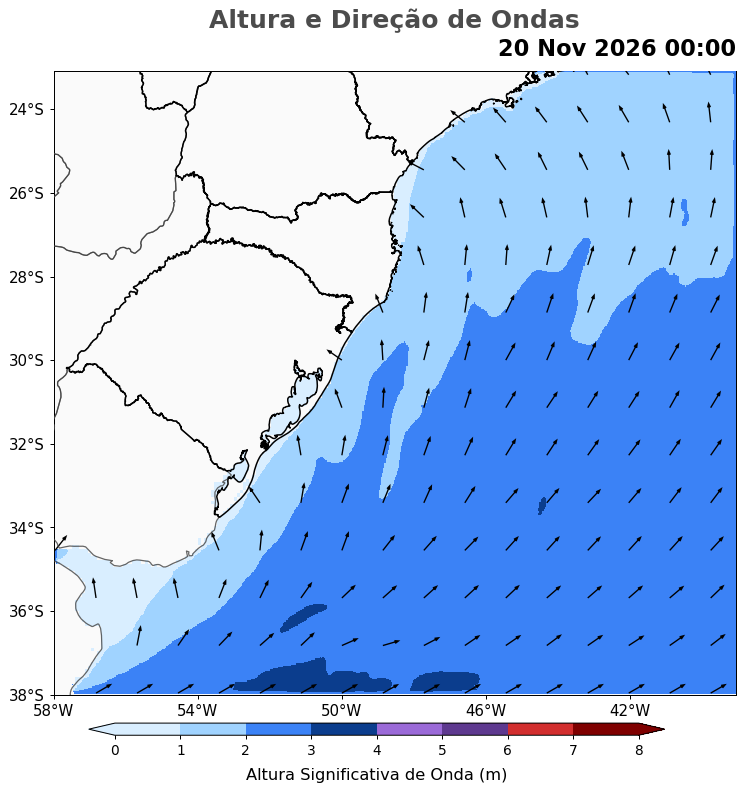 Altura e Direção de Ondas
20 Nov 2026 00:00
24°S
26°S
28°S
30°S
32°S
34°S
36°S
38°S
58°W 54°W 50°W 46°W 42°W
0 1 2 3 4 5 6 7 8
Altura Significativa de Onda (m)